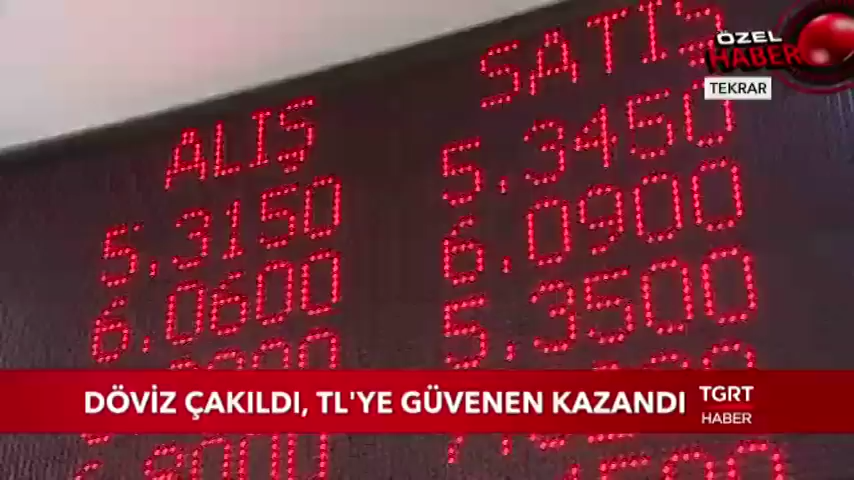 ÖZEL
HABER
TEKRAR
ALIŞ SATIŞ
5,3150 5,3450
6,0600 6,0900
5,3500
DÖVİZ ÇAKILDI, TL'YE GÜVENEN KAZANDI
TGRT
HABER